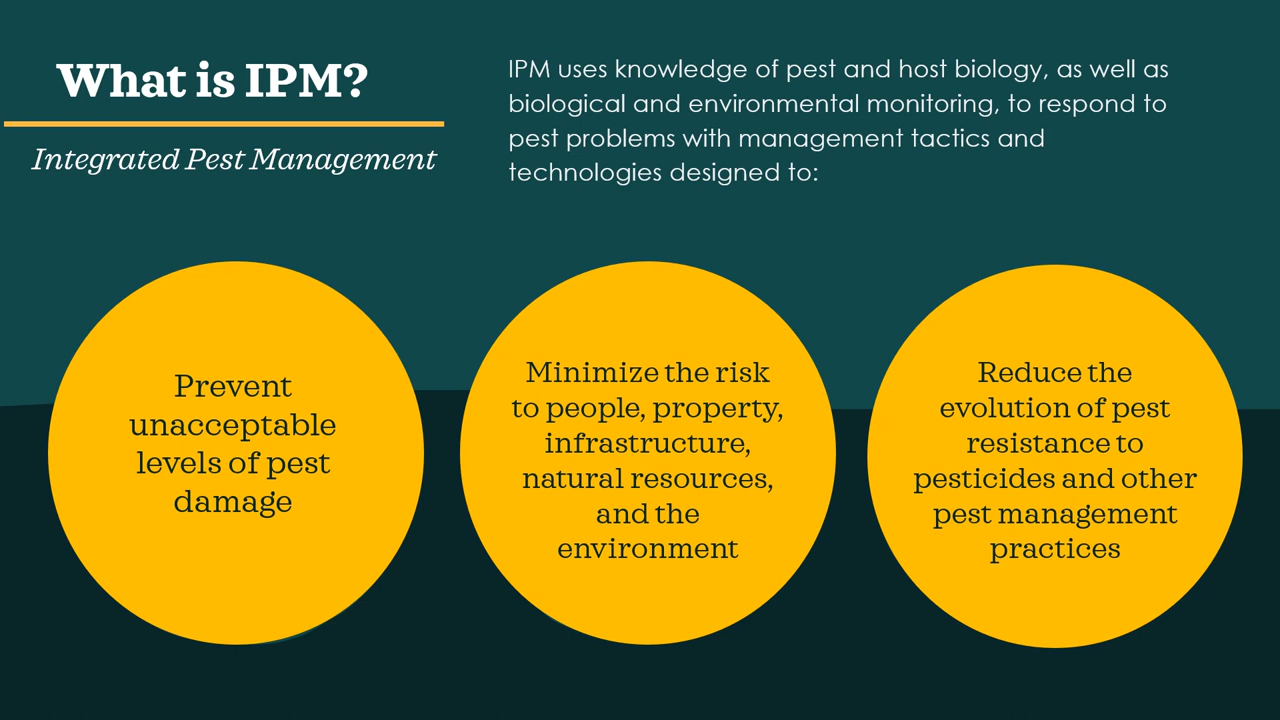 What is IPM?
Integrated Pest Management
IPM uses knowledge of pest and host biology, as well as
biological and environmental monitoring, to respond to
pest problems with management tactics and
technologies designed to:
Prevent
unacceptable
levels of pest
damage
Minimize the risk
to people, property,
infrastructure,
natural resources,
and the
environment
Reduce the
evolution of pest
resistance to
pesticides and other
pest management
practices